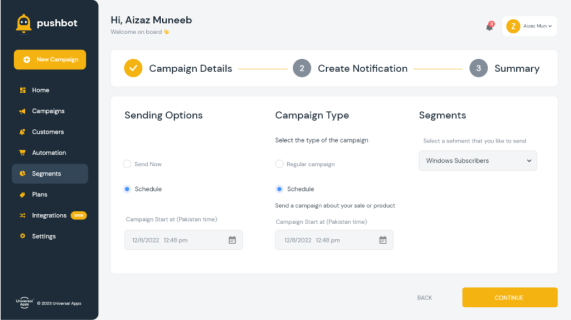 pushbot
New Campaign
Home
Campaigns
Customers
Automation
Segments
Plans
Integrations
Settings
© 2023 Universal Apps
Hi, Aizaz Muneeb
Welcome on board
Z Aizaz Mun
Campaign Details
2 Create Notification
3 Summary
Sending Options
Send Now
Schedule
Campaign Start at (Pakistan time)
12/8/2022 12:48 pm
Campaign Type
Select the type of the campaign
Regular campaign
Schedule
Send a campaign about your sale or product
Campaign Start at (Pakistan time)
12/8/2022 12:48 pm
Segments
Select a sehment that you like to send
Windows Subscribers
BACK
CONTINUE